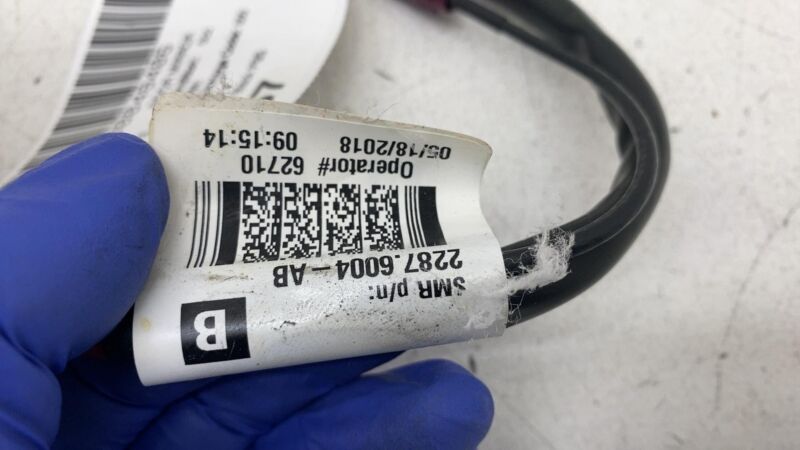 B
SMR p/n:
2287.6004-AB
Operator# 62710
05/18/2018 09:15:14